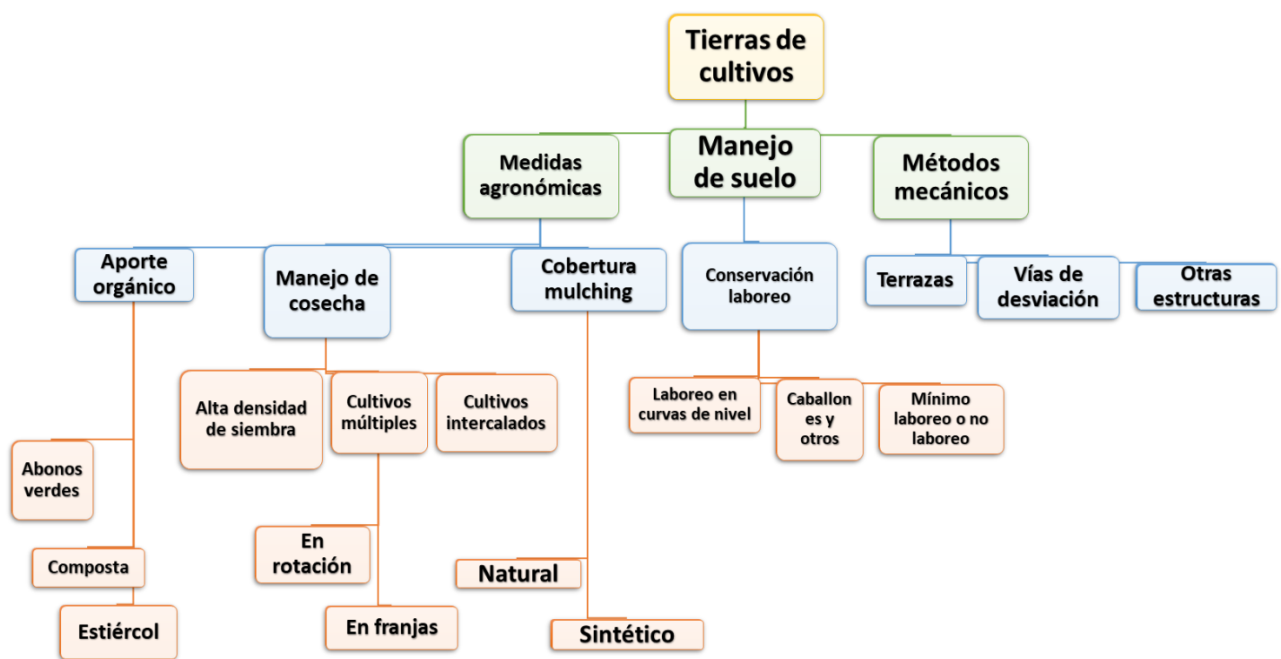 Tierras de
cultivos
Medidas
agronómicas
Manejo
de suelo
Métodos
mecánicos
Aporte
orgánico
Manejo de
cosecha
Cobertura
mulching
Conservación
laboreo
Terrazas
Vías de
desviación
Otras
estructuras
Alta densidad
de siembra
Cultivos
múltiples
Cultivos
intercalados
Laboreo en
curvas de nivel
Caballon
es y
otros
Mínimo
laboreo o no
laboreo
Abonos
verdes
Composta
Estiércol
En
rotación
En franjas
Natural
Sintético